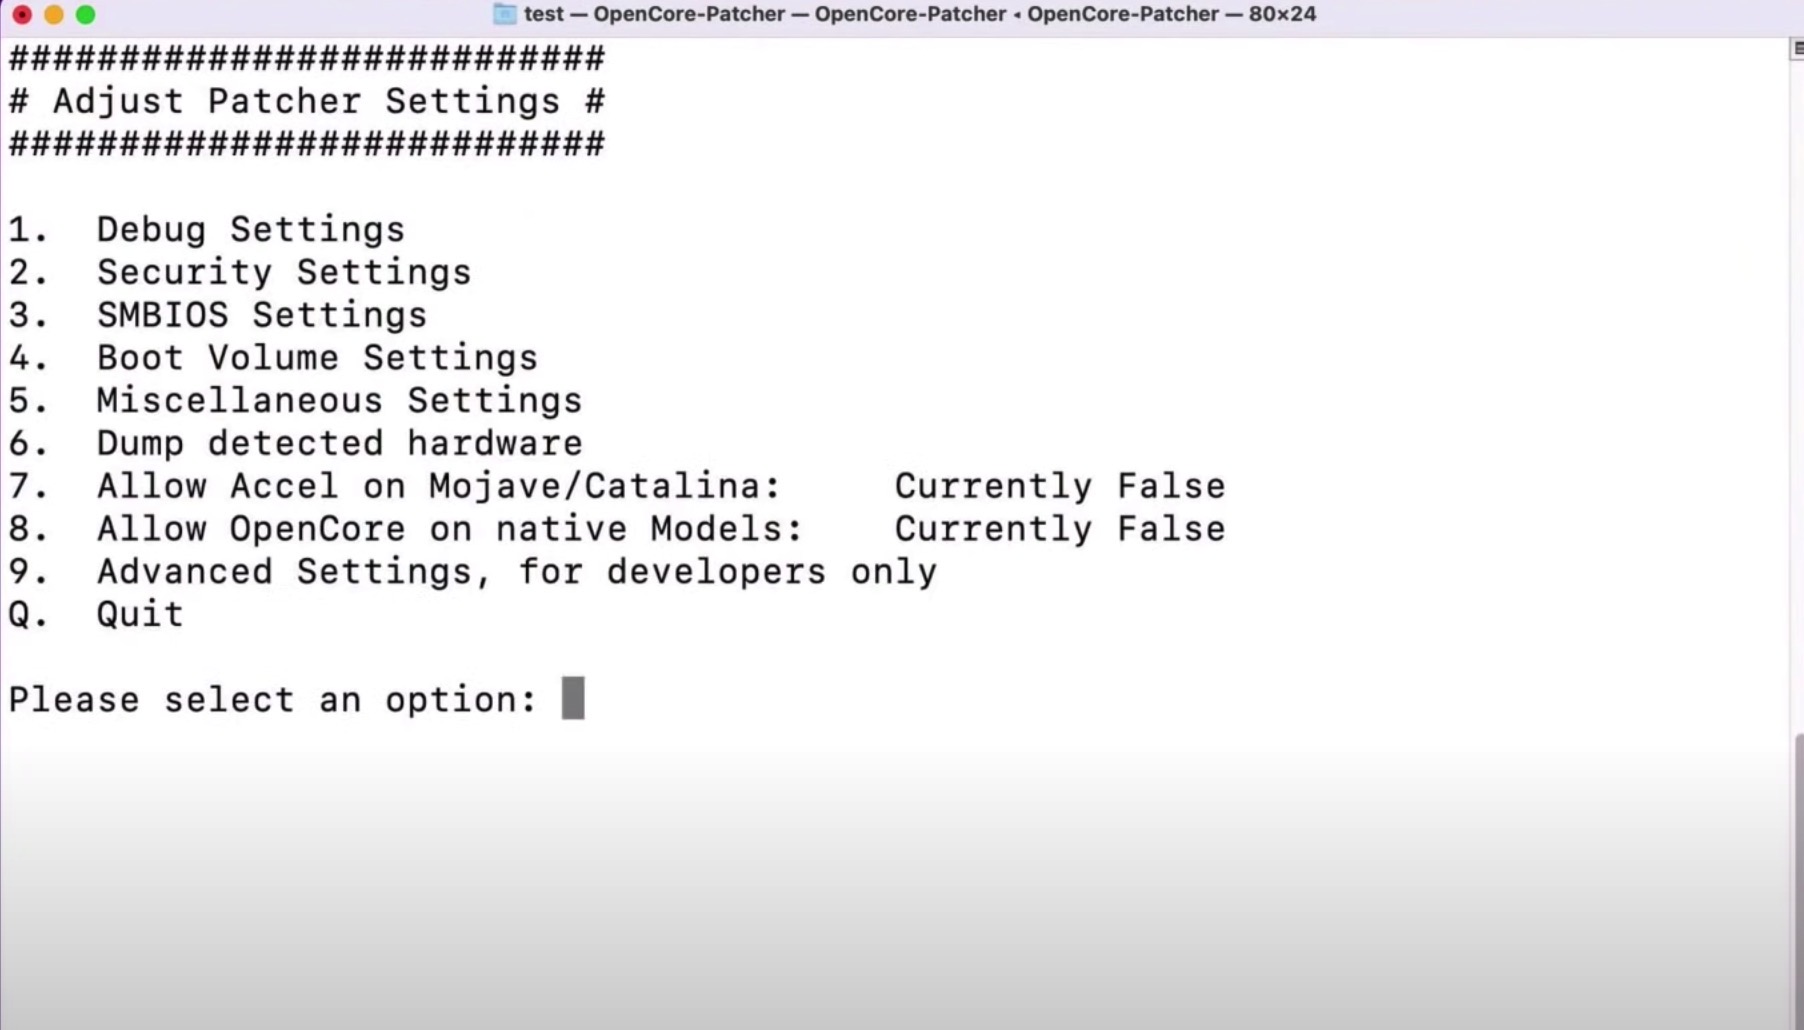 test — OpenCore-Patcher — OpenCore-Patcher ◂ OpenCore-Patcher — 80×24
###########################
# Adjust Patcher Settings #
###########################
1. Debug Settings
2. Security Settings
3. SMBIOS Settings
4. Boot Volume Settings
5. Miscellaneous Settings
6. Dump detected hardware
7. Allow Accel on Mojave/Catalina: Currently False
8. Allow OpenCore on native Models: Currently False
9. Advanced Settings, for developers only
Q. Quit
Please select an option: